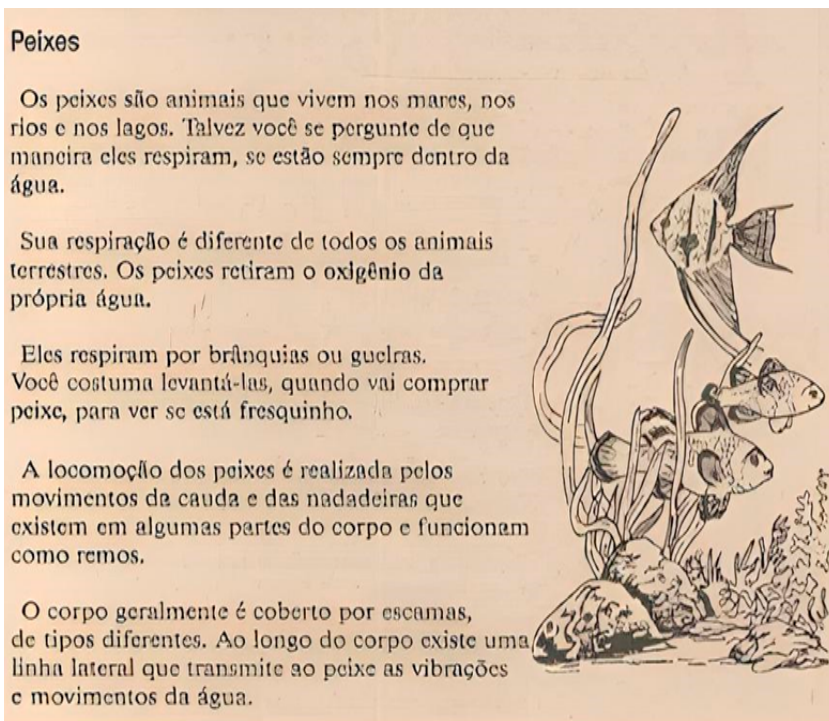 Peixes
Os peixes são animais que vivem nos mares, nos
rios e nos lagos. Talvez você se pergunte de que
maneira eles respiram, se estão sempre dentro da
água.
Sua respiração é diferente de todos os animais
terrestres. Os peixes retiram o oxigênio da
própria água.
Eles respiram por brânquias ou guelras.
Você costuma levantá-las, quando vai comprar
peixe, para ver se está fresquinho.
A locomoção dos peixes é realizada pelos
movimentos da cauda e das nadadeiras que
existem em algumas partes do corpo e funcionam
como remos.
O corpo geralmente é coberto por escamas,
de tipos diferentes. Ao longo do corpo existe uma
linha lateral que transmite ao peixe as vibrações
e movimentos da água.